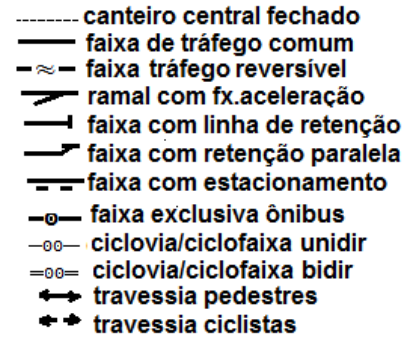 canteiro central fechado
faixa de tráfego comum
faixa tráfego reversível
ramal com fx.aceleração
faixa com linha de retenção
faixa com retenção paralela
faixa com estacionamento
faixa exclusiva ônibus
ciclovia/ciclofaixa unidir
ciclovia/ciclofaixa bidir
travessia pedestres
travessia ciclistas